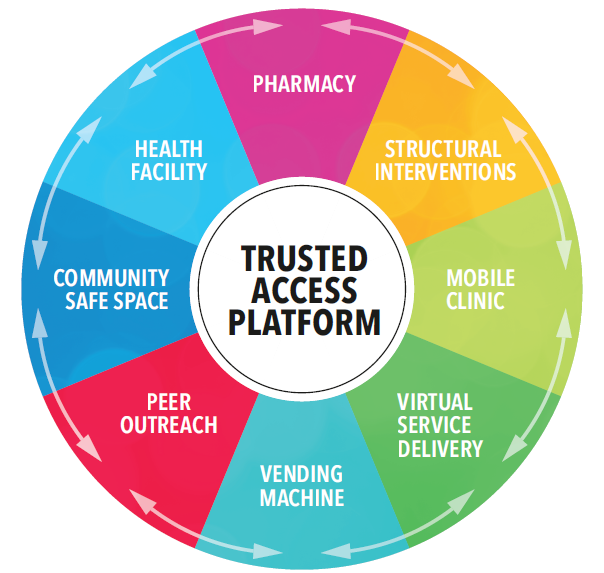 PHARMACY
STRUCTURAL
INTERVENTIONS
MOBILE
CLINIC
VIRTUAL
SERVICE
DELIVERY
VENDING
MACHINE
PEER
OUTREACH
COMMUNITY
SAFE SPACE
HEALTH
FACILITY
TRUSTED
ACCESS
PLATFORM